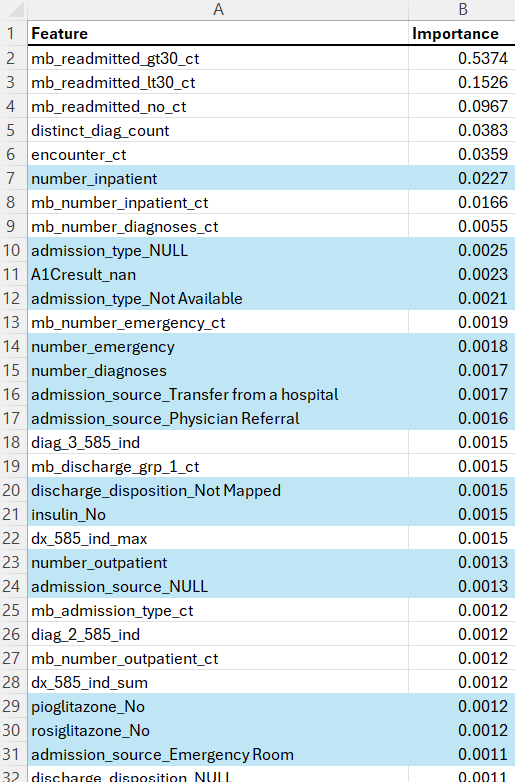 A B
1 Feature Importance
2 mb_readmitted_gt30_ct 0.5374
3 mb_readmitted_lt30_ct 0.1526
4 mb_readmitted_no_ct 0.0967
5 distinct_diag_count 0.0383
6 encounter_ct 0.0359
7 number_inpatient 0.0227
8 mb_number_inpatient_ct 0.0166
9 mb_number_diagnoses_ct 0.0055
10 admission_type_NULL 0.0025
11 A1Cresult_nan 0.0023
12 admission_type_Not Available 0.0021
13 mb_number_emergency_ct 0.0019
14 number_emergency 0.0018
15 number_diagnoses 0.0017
16 admission_source_Transfer from a hospital 0.0017
17 admission_source_Physician Referral 0.0016
18 diag_3_585_ind 0.0015
19 mb_discharge_grp_1_ct 0.0015
20 discharge_disposition_Not Mapped 0.0015
21 insulin_No 0.0015
22 dx_585_ind_max 0.0015
23 number_outpatient 0.0013
24 admission_source_NULL 0.0013
25 mb_admission_type_ct 0.0012
26 diag_2_585_ind 0.0012
27 mb_number_outpatient_ct 0.0012
28 dx_585_ind_sum 0.0012
29 pioglitazone_No 0.0012
30 rosiglitazone_No 0.0012
31 admission_source_Emergency Room 0.0011
32 discharge_disposition_NULL 0.0011